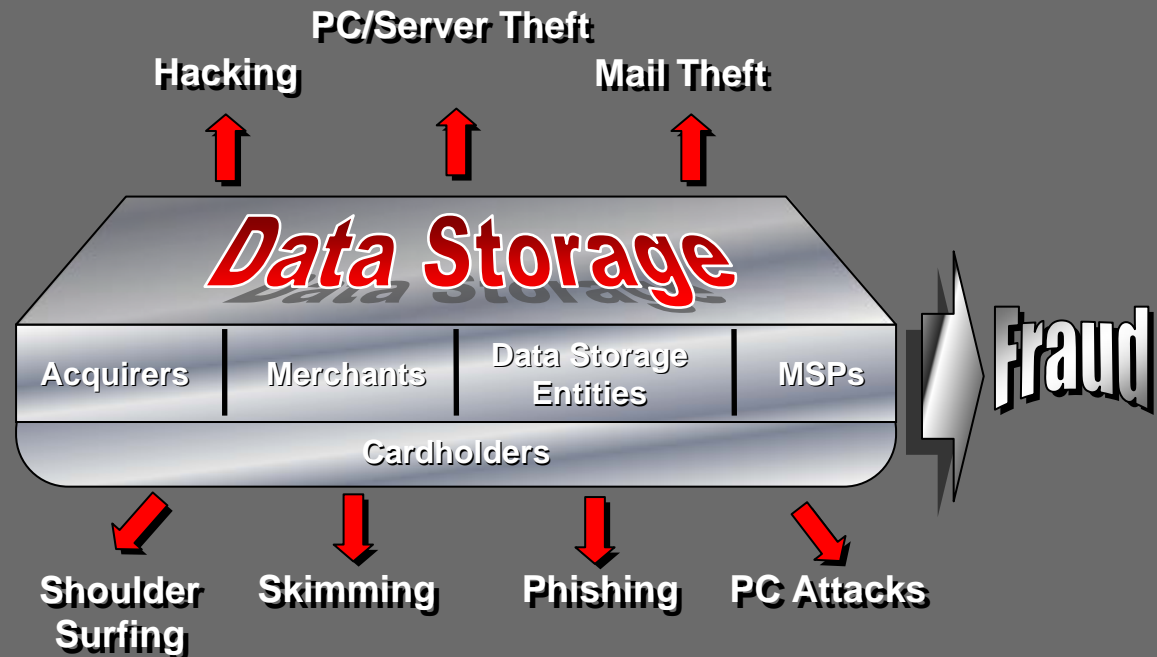 PC/Server Theft
Hacking
Mail Theft
Data Storage
Acquirers
Merchants
Data Storage
Entities
MSPs
Fraud
Cardholders
Shoulder
Surfing
Skimming
Phishing
PC Attacks